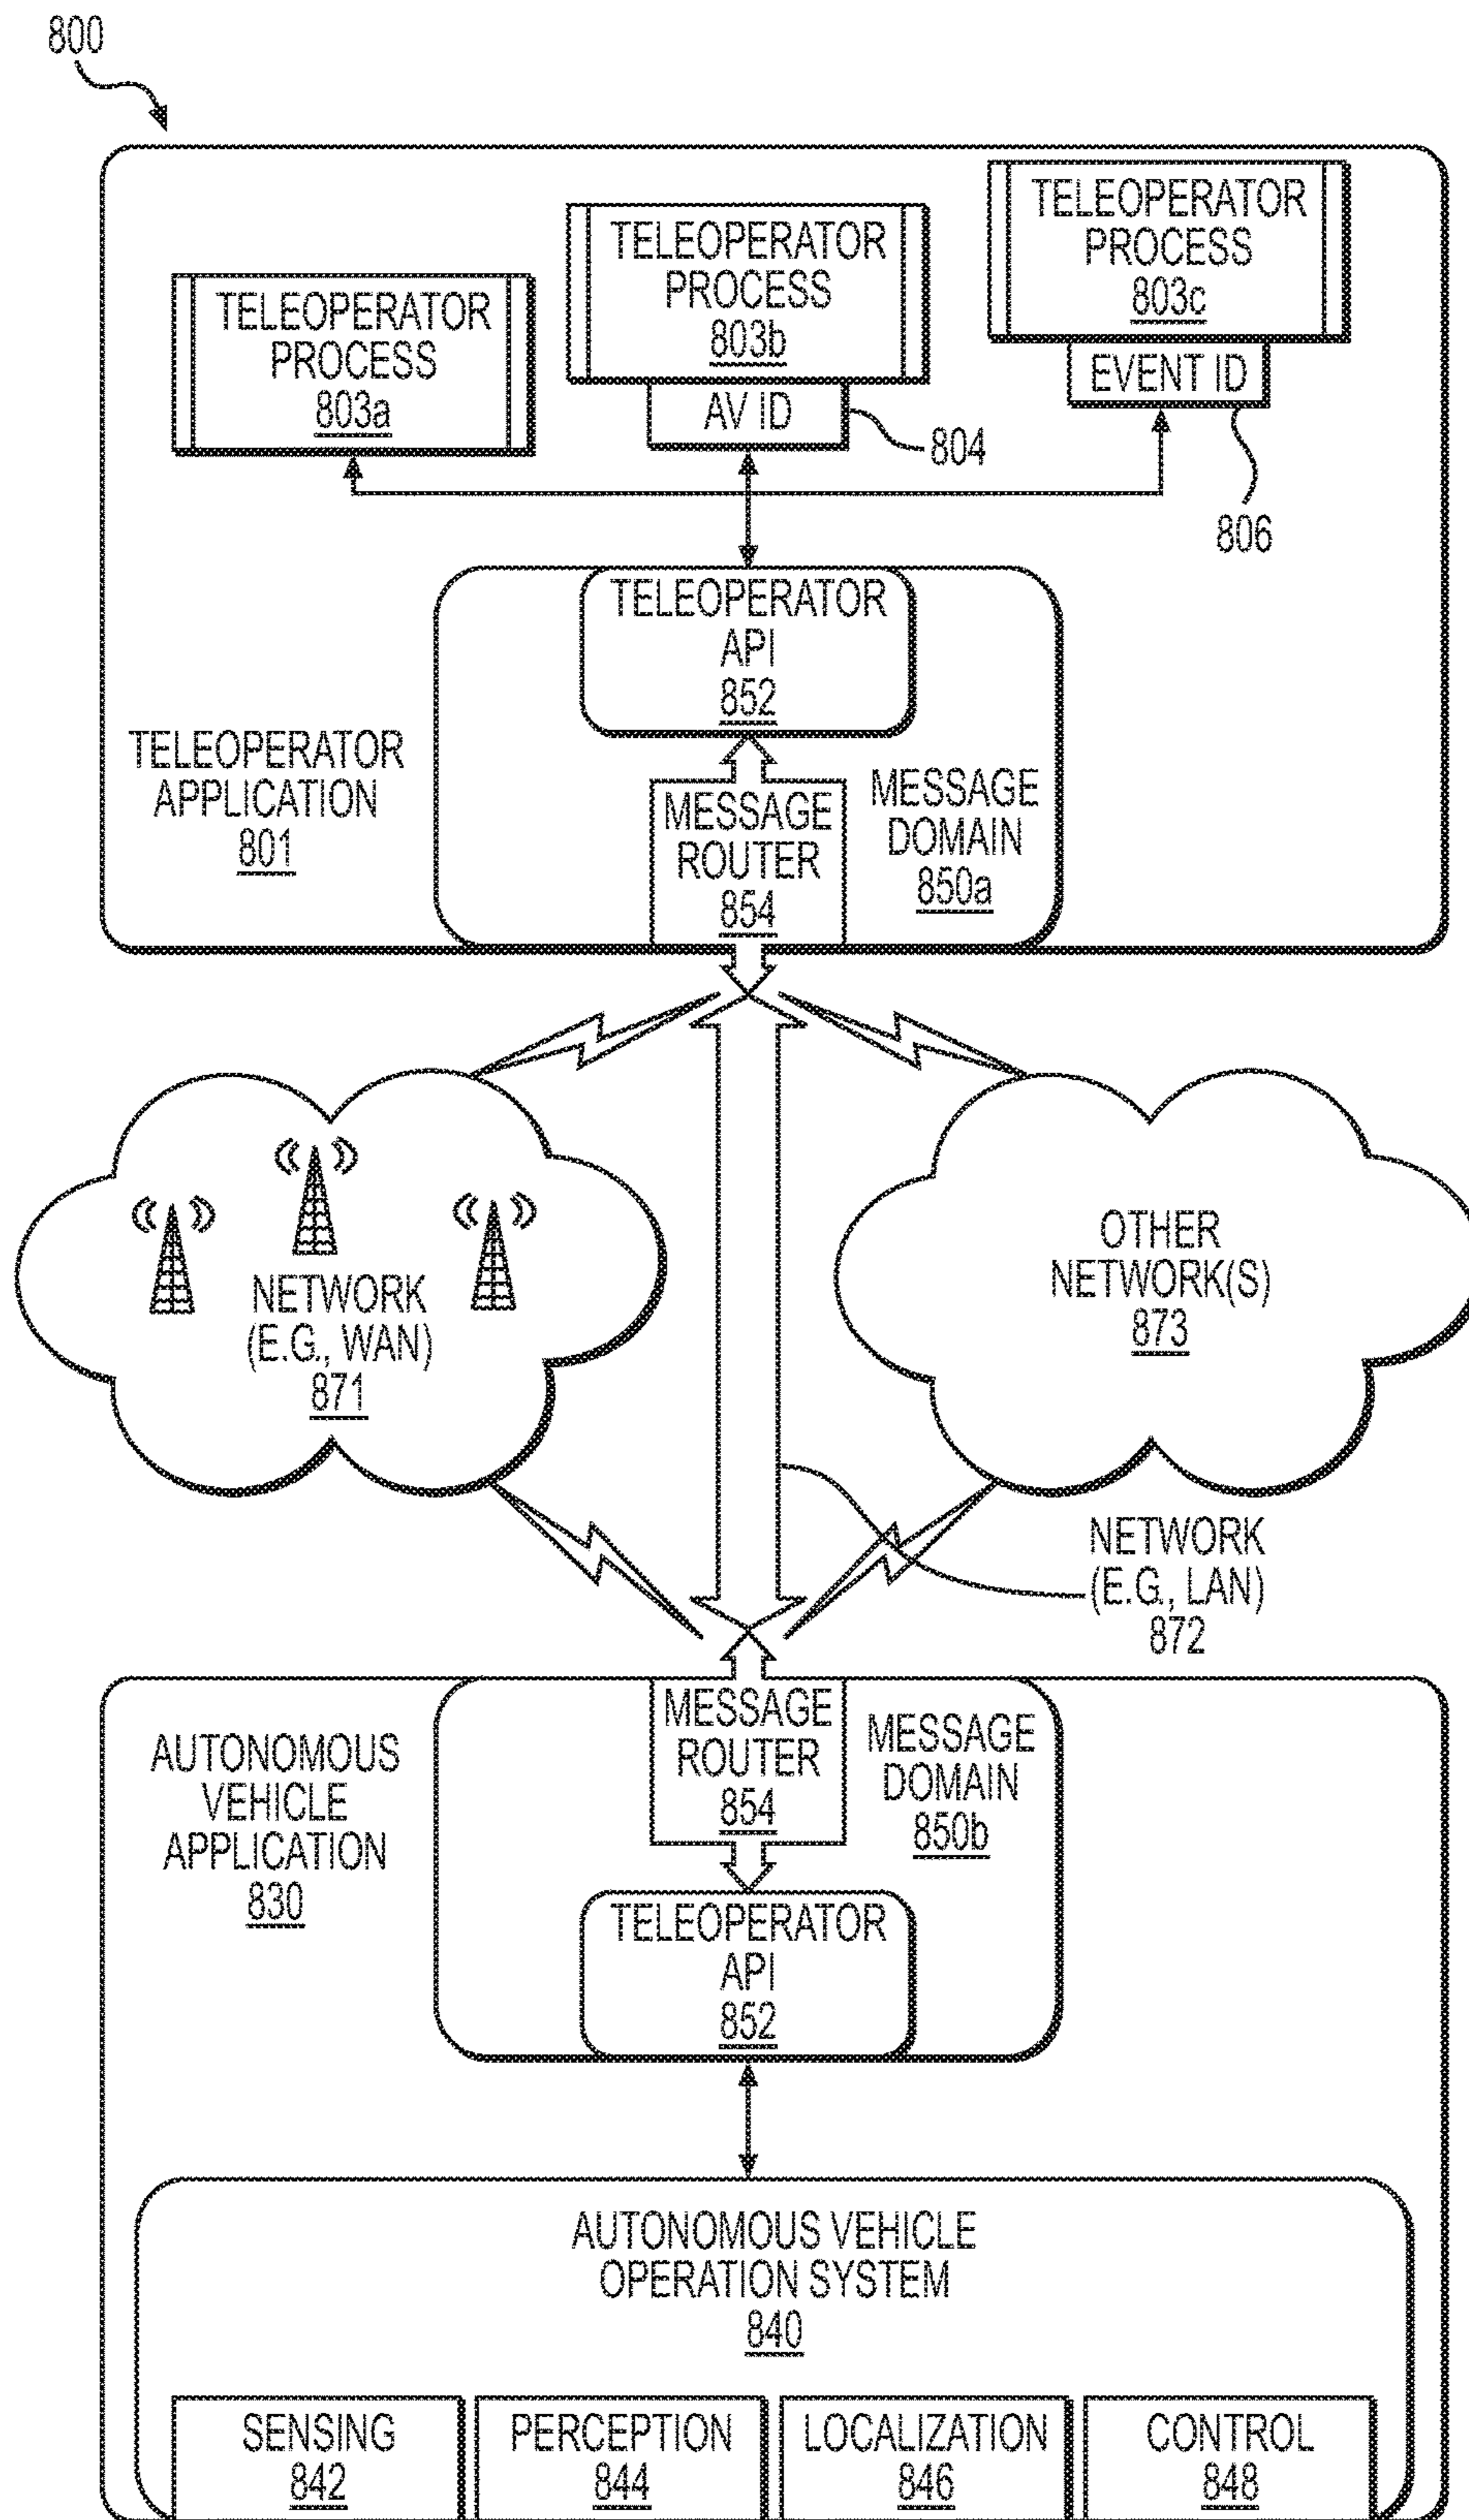 800
TELEOPERATOR
PROCESS
803a
TELEOPERATOR
PROCESS
803b
AV ID
804
TELEOPERATOR
PROCESS
803c
EVENT ID
806
TELEOPERATOR
API
852
TELEOPERATOR
APPLICATION
801
MESSAGE
ROUTER
854
MESSAGE
DOMAIN
850a
NETWORK
(E.G., WAN)
871
OTHER
NETWORK(S)
873
NETWORK
(E.G., LAN)
872
AUTONOMOUS
VEHICLE
APPLICATION
830
MESSAGE
ROUTER
854
MESSAGE
DOMAIN
850b
TELEOPERATOR
API
852
AUTONOMOUS VEHICLE
OPERATION SYSTEM
840
SENSING
842
PERCEPTION
844
LOCALIZATION
846
CONTROL
848